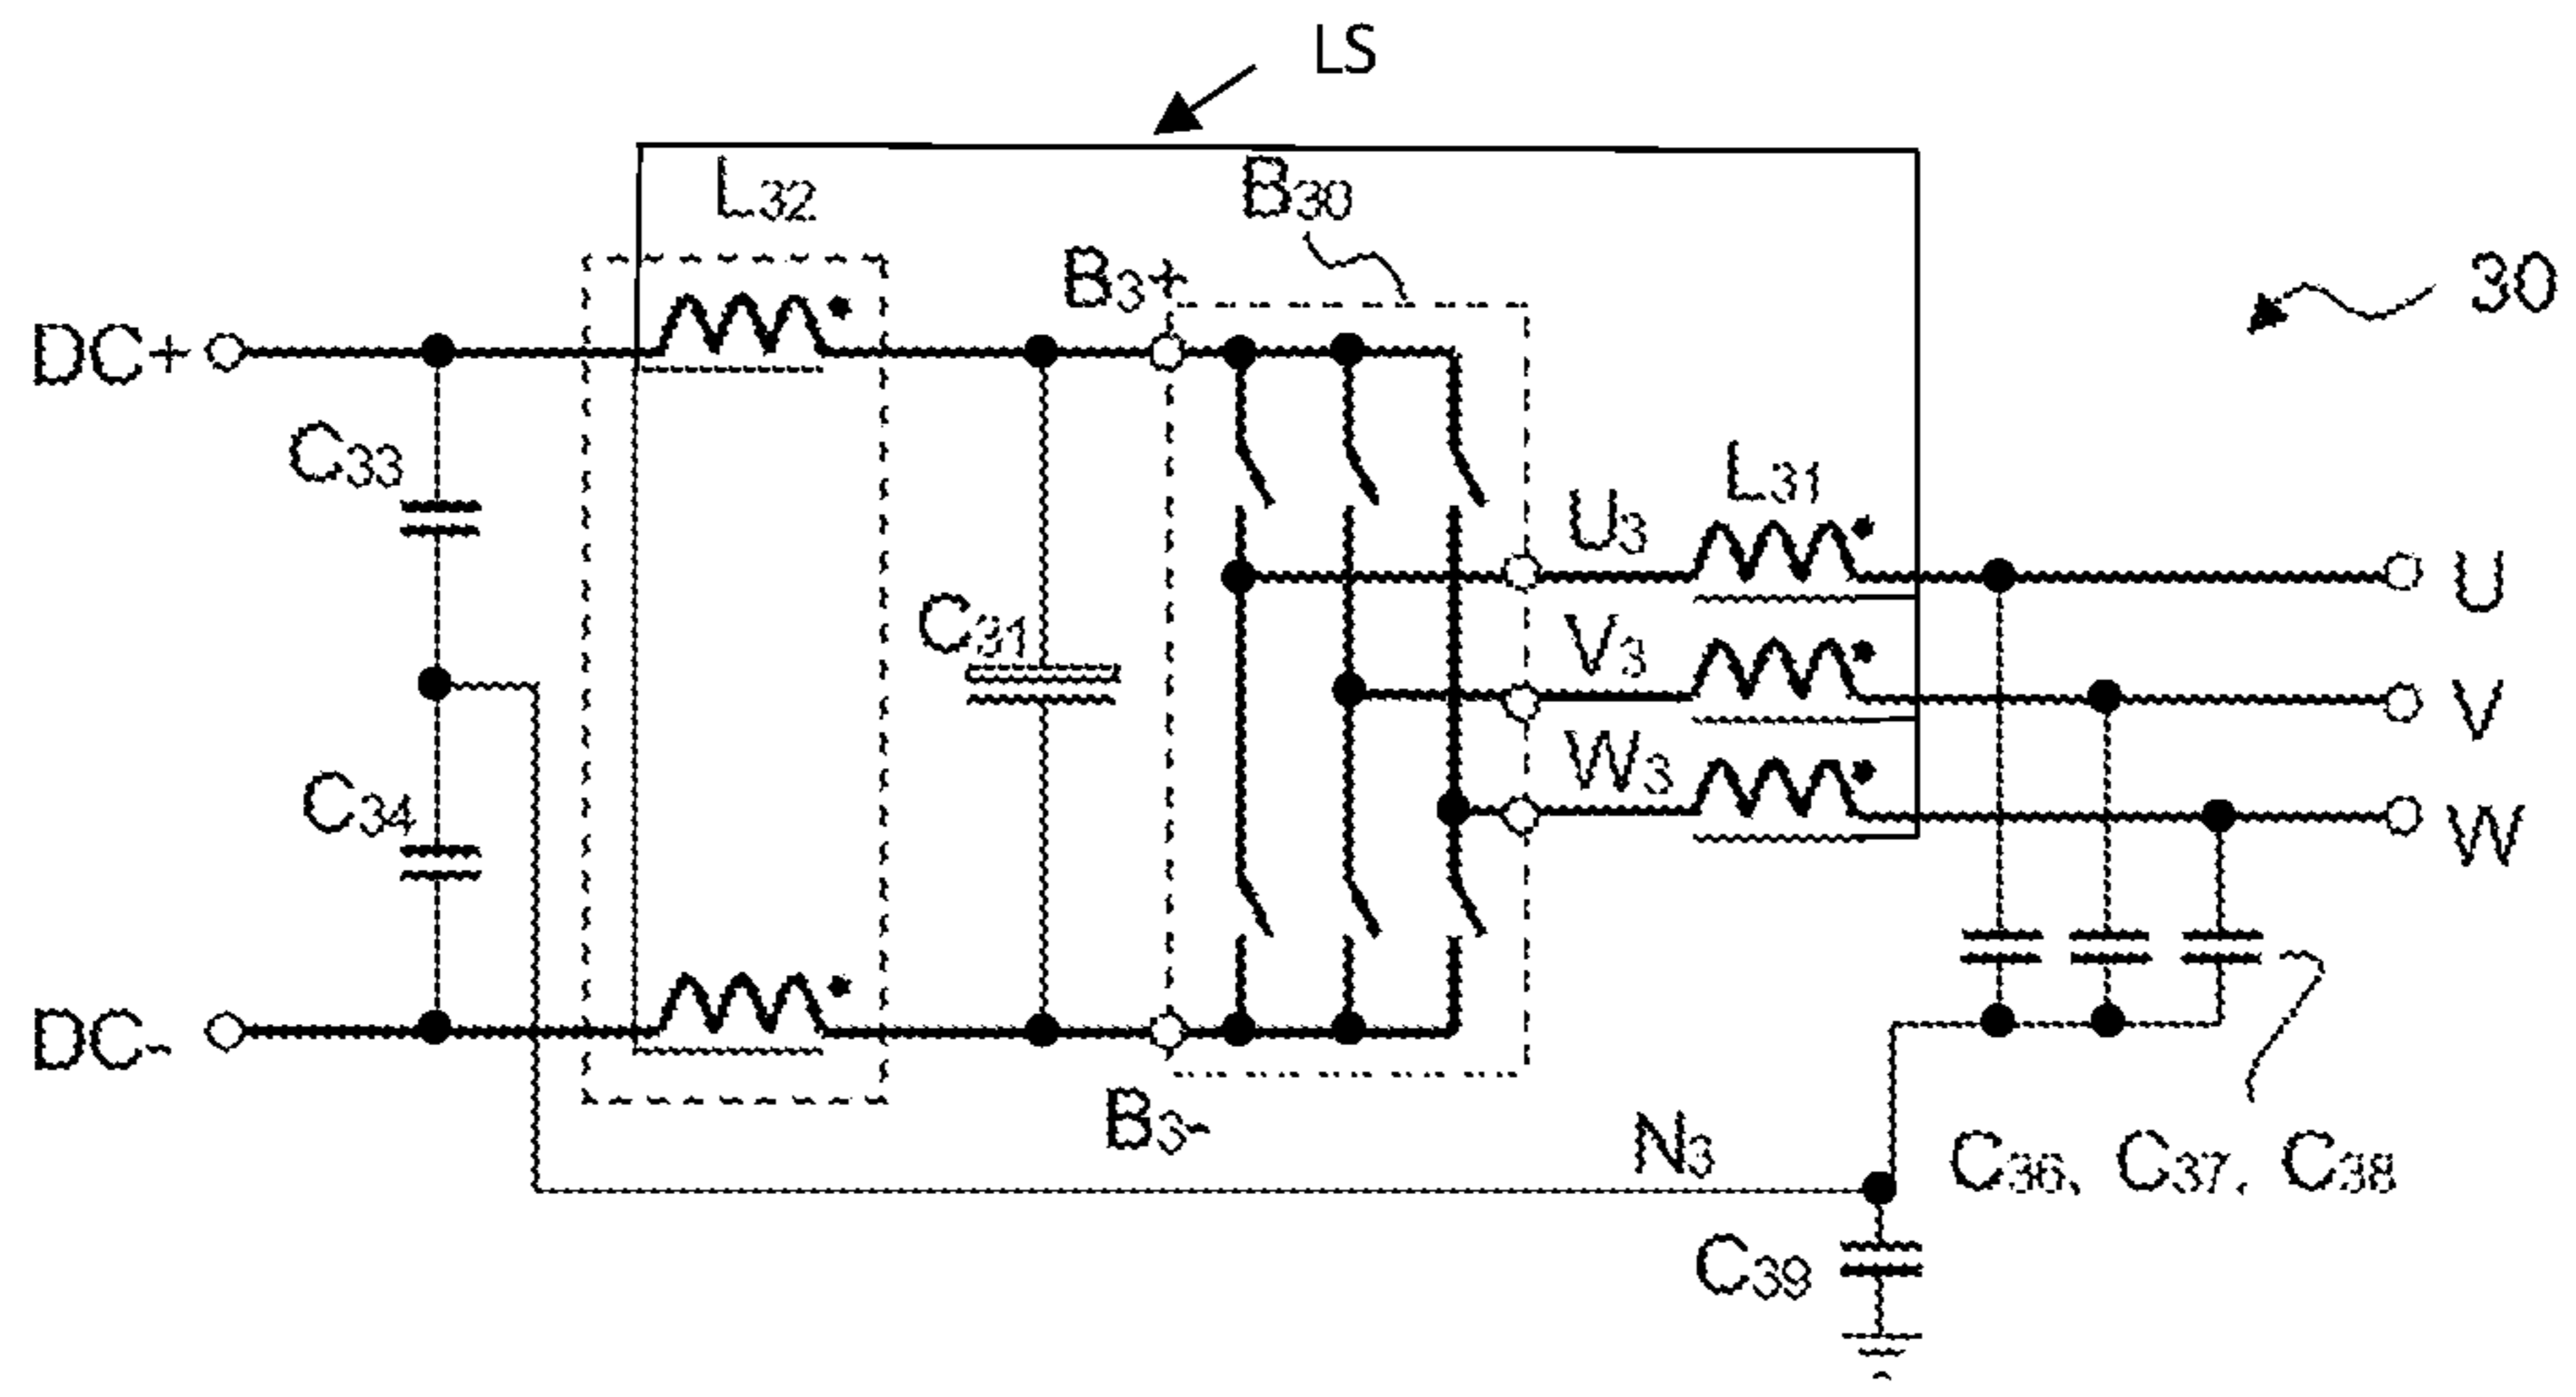 LS
L32
B30
B3+
30
DC+
C33
L31
U3
U
C31
V3
V
C34
W3
W
DC-
B3-
N3
C36、 C37, C38
C39